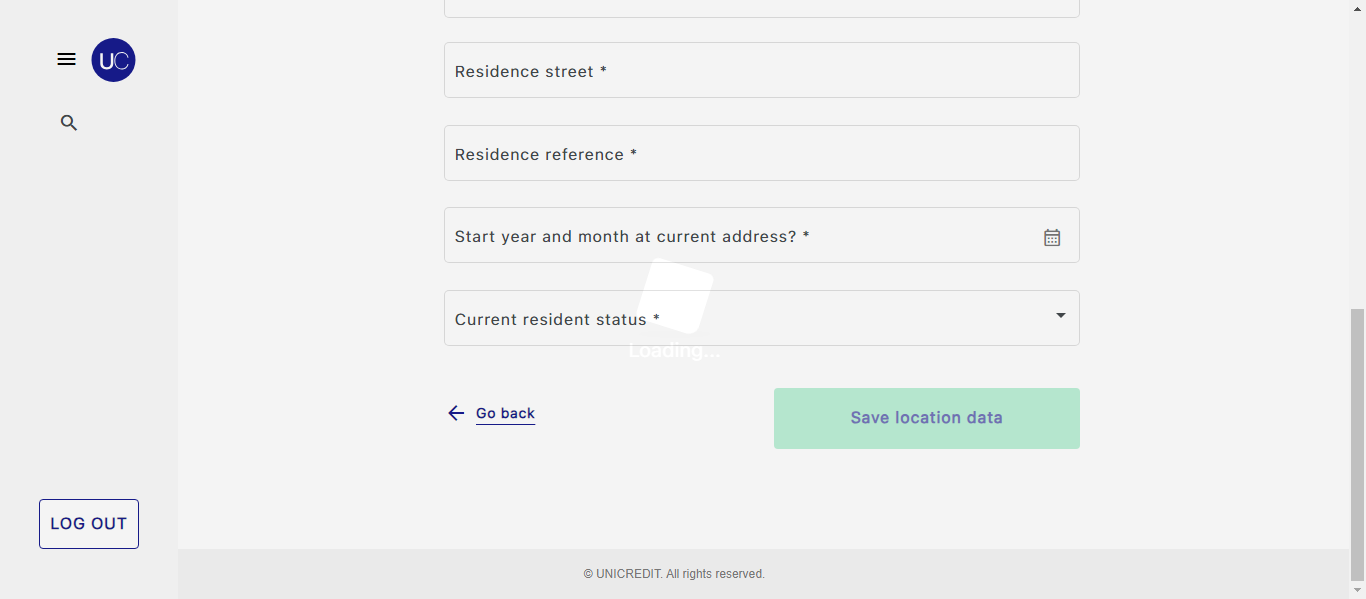 UC
Residence street *
Residence reference *
Start year and month at current address? *
Current resident status *
Loading...
Go back
Save location data
LOG OUT
© UNICREDIT. All rights reserved.